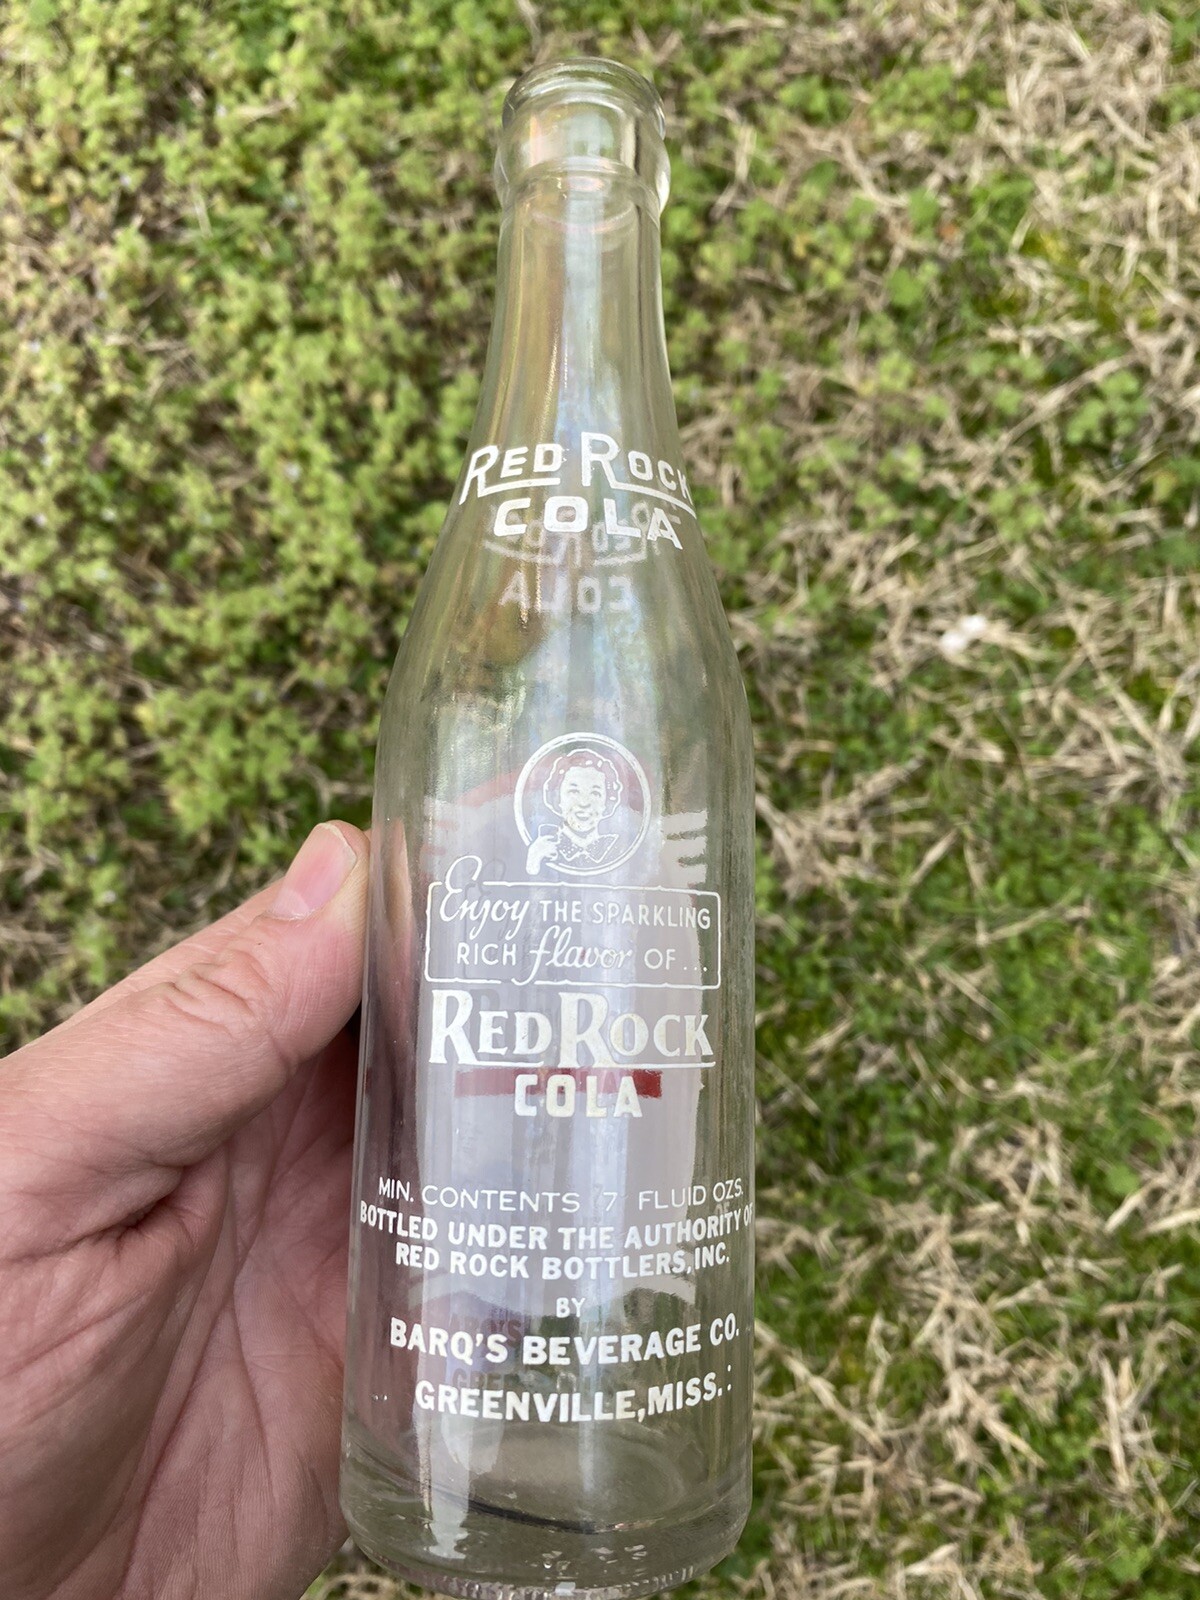 RED ROCK
COLA
Enjoy THE SPARKLING
RICH flavor OF...
RED ROCK
COLA
MIN. CONTENTS 7 FLUID OZS.
BOTTLED UNDER THE AUTHORITY OF
RED ROCK BOTTLERS, INC.
BY
BARQ'S BEVERAGE CO.
GREENVILLE, MISS.